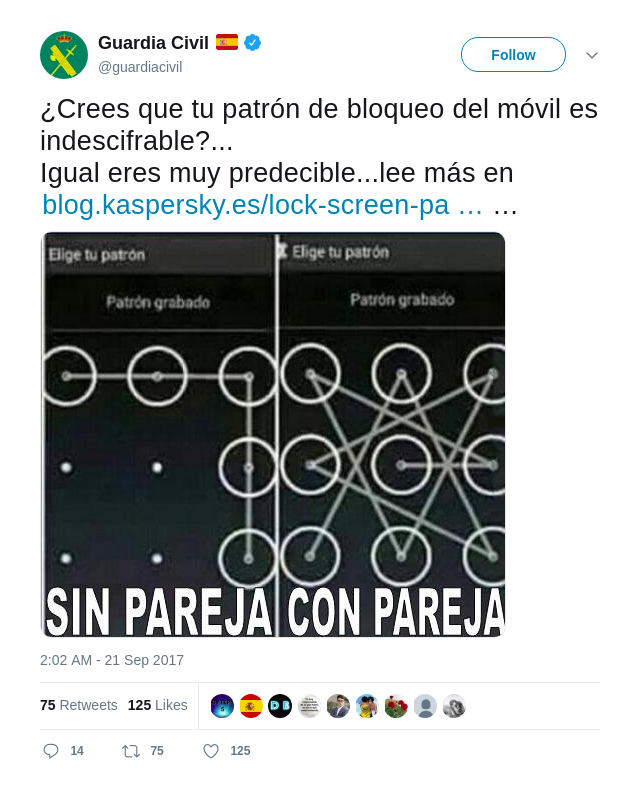 Guardia Civil
@guardiacivil
Follow
¿Crees que tu patrón de bloqueo del móvil es
indescifrable?...
Igual eres muy predecible...lee más en
blog.kaspersky.es/lock-screen-pa … …
Elige tu patrón
Elige tu patrón
Patrón grabado
Patrón grabado
SIN PAREJA
CON PAREJA
2:02 AM - 21 Sep 2017
75 Retweets 125 Likes
14 75 125